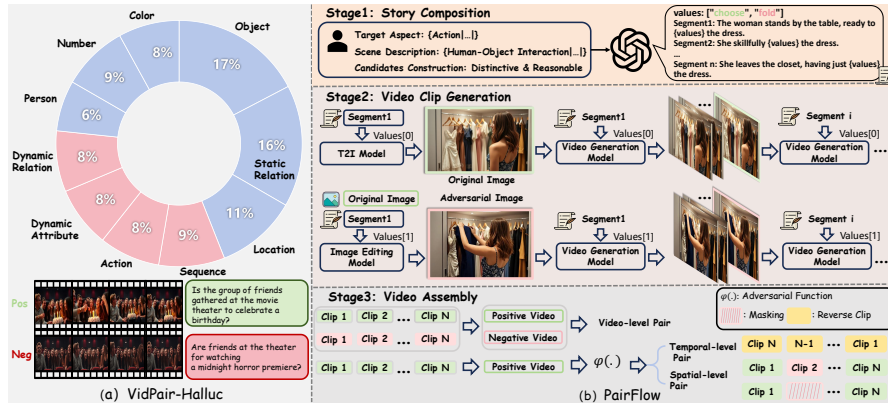 Color
Object
Number
Person
Dynamic
Relation
Dynamic
Attribute
Action
Sequence
Location
Static
Relation
8%
17%
9%
6%
16%
8%
8%
8%
9%
11%
Pos
Is the group of friends
gathered at the movie
theater to celebrate a
birthday?
Neg
Are friends at the theater
for watching
a midnight horror premiere?
(a) VidPair-Halluc
Stage1: Story Composition
Target Aspect: {Action|...|}
Scene Description: {Human-Object Interaction|...|}
Candidates Construction: Distinctive & Reasonable
values: ["choose", "fold"]
Segment1: The woman stands by the table, ready to
{values} the dress.
Segment2: She skillfully {values} the dress.
...
Segment n: She leaves the closet, having just {values}
the dress.
Stage2: Video Clip Generation
Segment1
Values[0]
T2I Model
Original Image
Segment1
Values[0]
Video Generation
Model
...
Segment i
Values[0]
Video Generation
Model
...
Original Image
Adversarial Image
Segment1
Values[1]
Image Editing
Model
Segment1
Values[1]
Video Generation
Model
...
Segment i
Values[1]
Video Generation
Model
...
Stage3: Video Assembly
φ(.): Adversarial Function
: Masking
: Reverse Clip
Clip 1 Clip 2 ... Clip N
Positive Video
Clip 1 Clip 2 ... Clip N
Negative Video
Video-level Pair
Clip 1 Clip 2 ... Clip N
Positive Video
φ(.)
Temporal-level
Pair
Clip N N-1 ... Clip 1
Spatial-level
Pair
Clip 1 Clip 2 ... Clip N
Clip 1 ... Clip N
(b) PairFlow